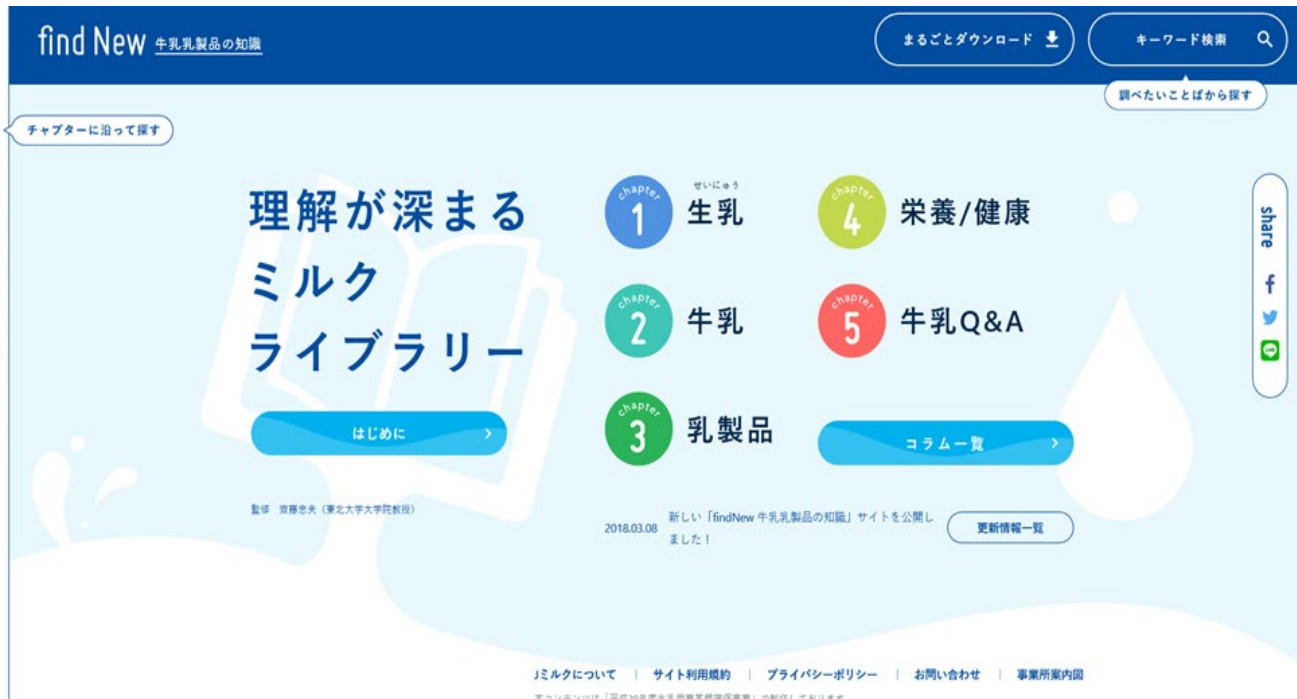 find New 牛乳乳製品の知識
まるごとダウンロード
キーワード検索
調べたいことばから探す
チャプターに沿って探す
理解が深まる
ミルク
ライブラリー
はじめに
監修 齋藤忠夫（東北大学大学院教授）
chapter
1
せいにゅう
生乳
chapter
2
牛乳
chapter
3
乳製品
chapter
4
栄養/健康
chapter
5
牛乳Q&A
コラム一覧
2018.03.08
新しい「findNew 牛乳乳製品の知識」サイトを公開し
ました！
更新情報一覧
share
LINE
Jミルクについて | サイト利用規約 | プライバシーポリシー | お問い合わせ | 事業所案内図